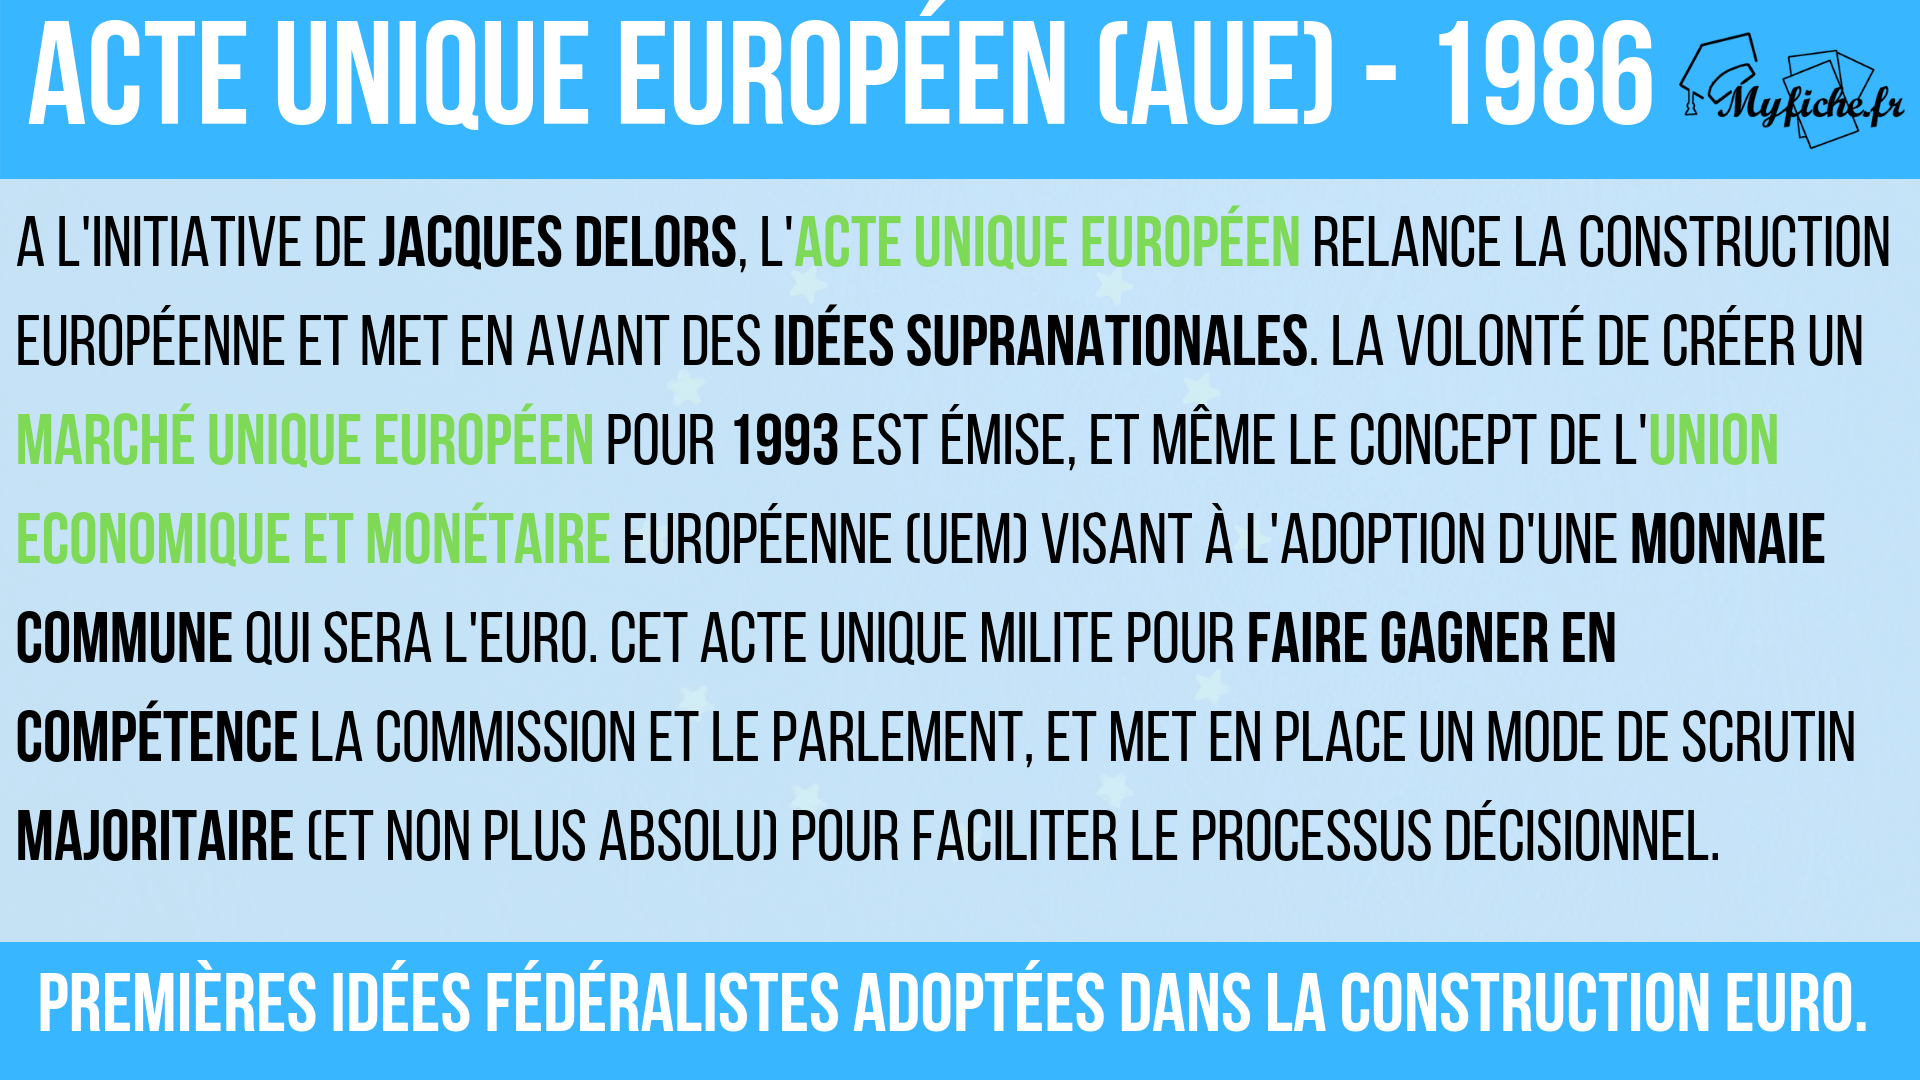 ACTE UNIQUE EUROPÉEN (AUE) - 1986
Myfiche.fr
A L'INITIATIVE DE JACQUES DELORS, L'ACTE UNIQUE EUROPÉEN RELANCE LA CONSTRUCTION
EUROPÉENNE ET MET EN AVANT DES IDÉES SUPRANATIONALES. LA VOLONTÉ DE CRÉER UN
MARCHÉ UNIQUE EUROPÉEN POUR 1993 EST ÉMISE, ET MÊME LE CONCEPT DE L'UNION
ECONOMIQUE ET MONÉTAIRE EUROPÉENNE (UEM) VISANT À L'ADOPTION D'UNE MONNAIE
COMMUNE QUI SERA L'EURO. CET ACTE UNIQUE MILITE POUR FAIRE GAGNER EN
COMPÉTENCE LA COMMISSION ET LE PARLEMENT, ET MET EN PLACE UN MODE DE SCRUTIN
MAJORITAIRE (ET NON PLUS ABSOLU) POUR FACILITER LE PROCESSUS DÉCISIONNEL.
PREMIÈRES IDÉES FÉDÉRALISTES ADOPTÉES DANS LA CONSTRUCTION EURO.